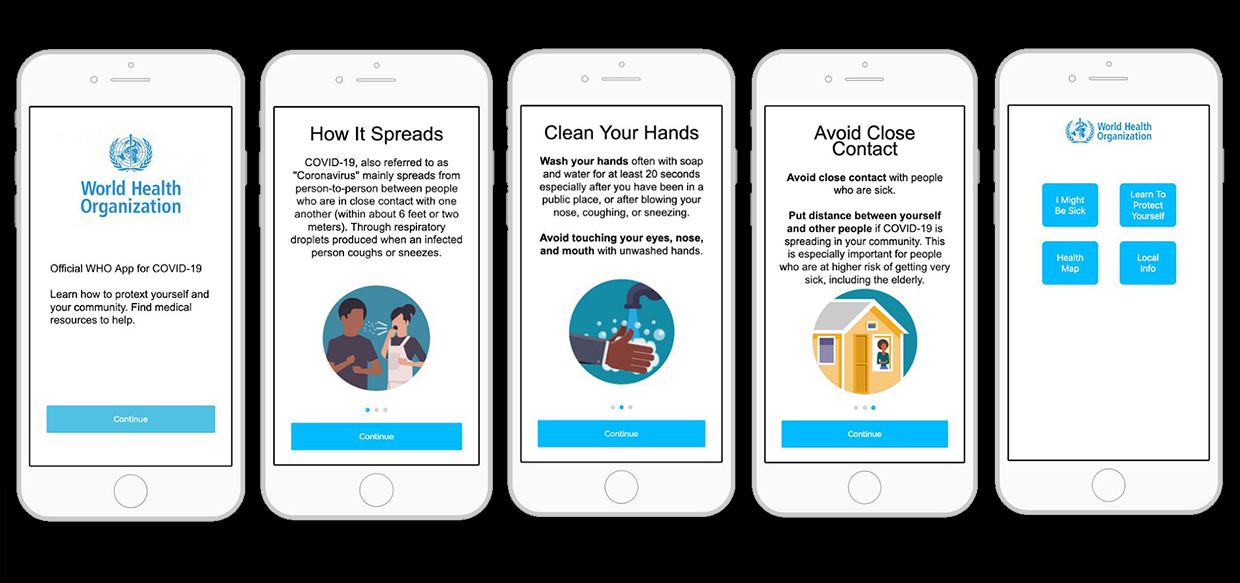 World Health
Organization
Official WHO App for COVID-19
Learn how to protext yourself and
your community. Find medical
resources to help.
Continue
How It Spreads
COVID-19, also referred to as
"Coronavirus" mainly spreads from
person-to-person between people
who are in close contact with one
another (within about 6 feet or two
meters). Through respiratory
droplets produced when an infected
person coughs or sneezes.
Continue
Clean Your Hands
Wash your hands often with soap
and water for at least 20 seconds
especially after you have been in a
public place, or after blowing your
nose, coughing, or sneezing.
Avoid touching your eyes, nose,
and mouth with unwashed hands.
Continue
Avoid Close
Contact
Avoid close contact with people
who are sick.
Put distance between yourself
and other people if COVID-19 is
spreading in your community. This
is especially important for people
who are at higher risk of getting very
sick, including the elderly.
Continue
World Health
Organization
I Might
Be Sick
Learn To
Protect
Yourself
Health
Map
Local
Info